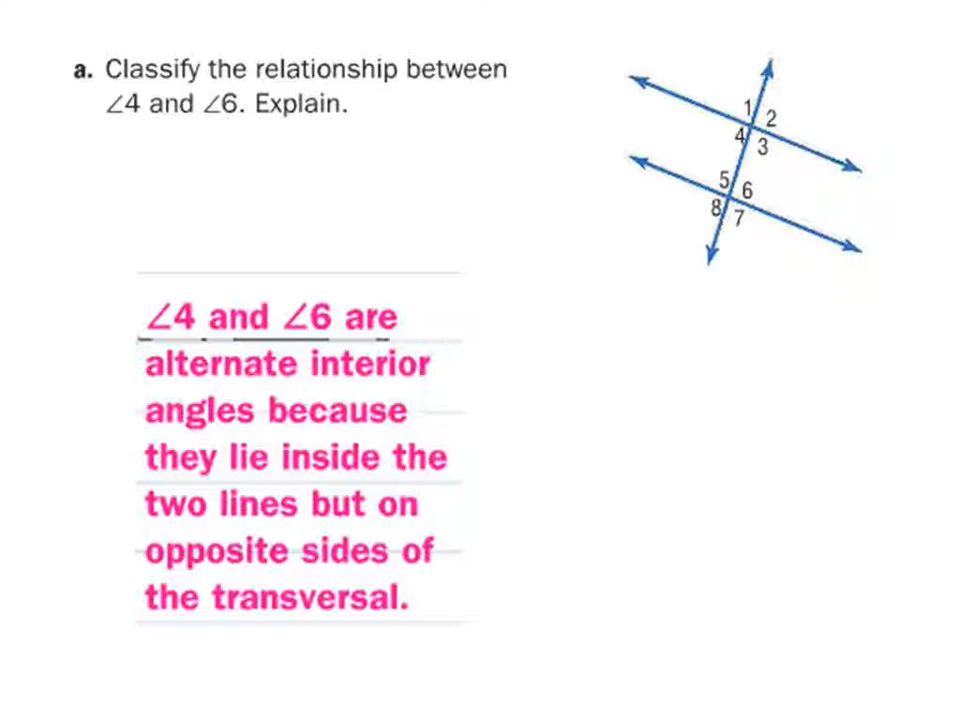 a. Classify the relationship between
∠4 and ∠6. Explain.
1
2
4
3
5
6
8
7
∠4 and ∠6 are
alternate interior
angles because
they lie inside the
two lines but on
opposite sides of
the transversal.